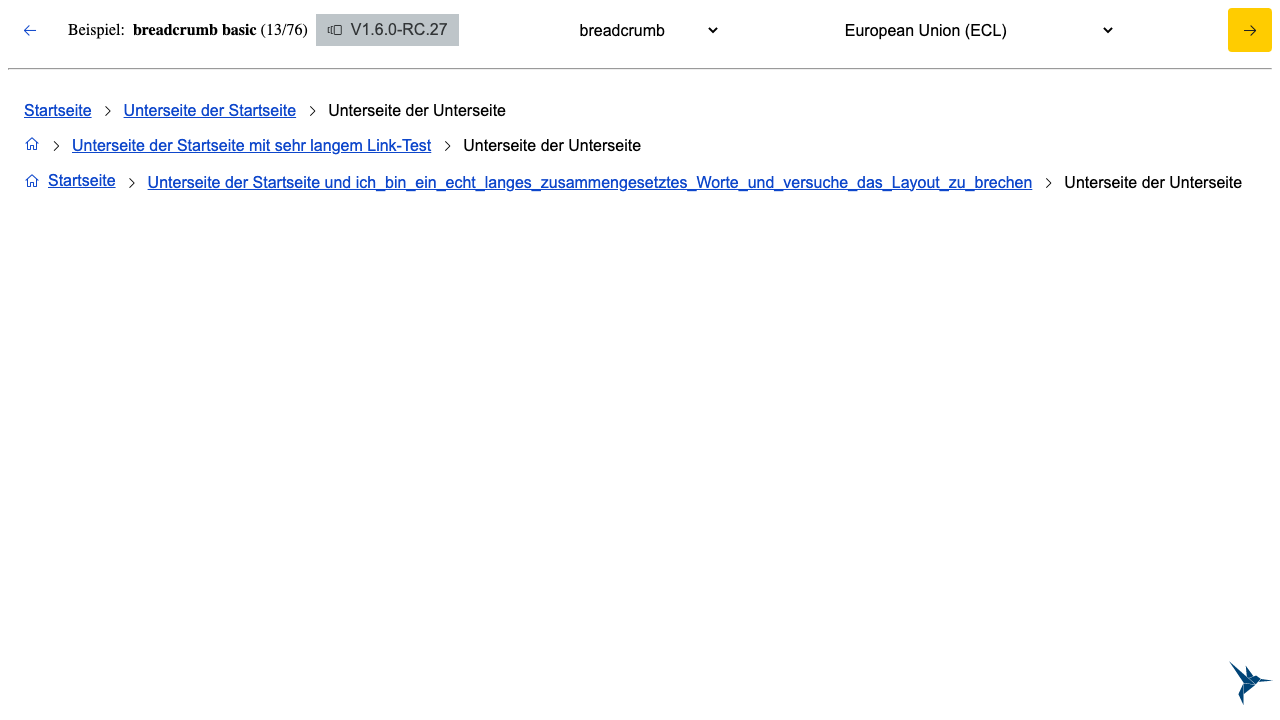 Beispiel: breadcrumb basic (13/76) V1.6.0-RC.27 breadcrumb European Union (ECL)
Startseite Unterseite der Startseite Unterseite der Unterseite
Unterseite der Startseite mit sehr langem Link-Test Unterseite der Unterseite
Startseite Unterseite der Startseite und ich_bin_ein_echt_langes_zusammengesetztes_Worte_und_versuche_das_Layout_zu_brechen Unterseite der Unterseite